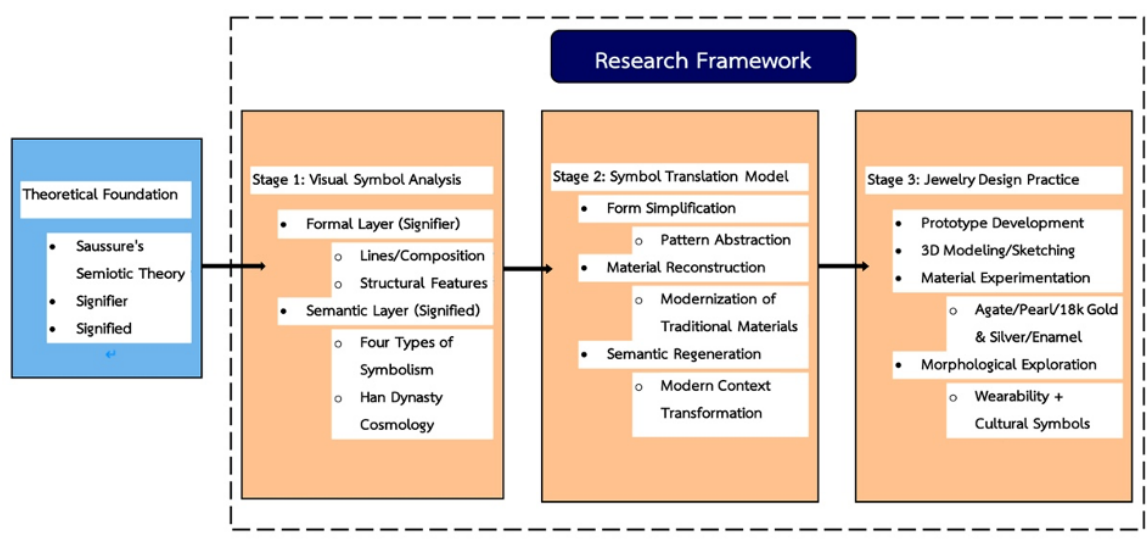 Research Framework
Theoretical Foundation
• Saussure's
Semiotic Theory
• Signifier
• Signified
↵
Stage 1: Visual Symbol Analysis
• Formal Layer (Signifier)
o Lines/Composition
o Structural Features
• Semantic Layer (Signified)
o Four Types of
Symbolism
o Han Dynasty
Cosmology
Stage 2: Symbol Translation Model
• Form Simplification
o Pattern Abstraction
• Material Reconstruction
o Modernization of
Traditional Materials
• Semantic Regeneration
o Modern Context
Transformation
Stage 3: Jewelry Design Practice
• Prototype Development
• 3D Modeling/Sketching
• Material Experimentation
o Agate/Pearl/18k Gold
& Silver/Enamel
• Morphological Exploration
o Wearability +
Cultural Symbols